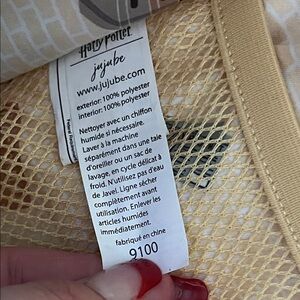 Harry Potter
jujube
www.jujube.com
exterior: 100% polyester
interior: 100% polyester
Nettoyer avec un chiffon
humide si nécessaire.
Laver à la machine
séparément dans une taie
d'oreiller ou un sac de
lavage, en cycle délicat à
froid. N'utilisez pas d'eau
de Javel. Ligne sécher
complètement avant
utilisation. Enlever les
articles humides
immédiatement.
fabriqué en chine
9100